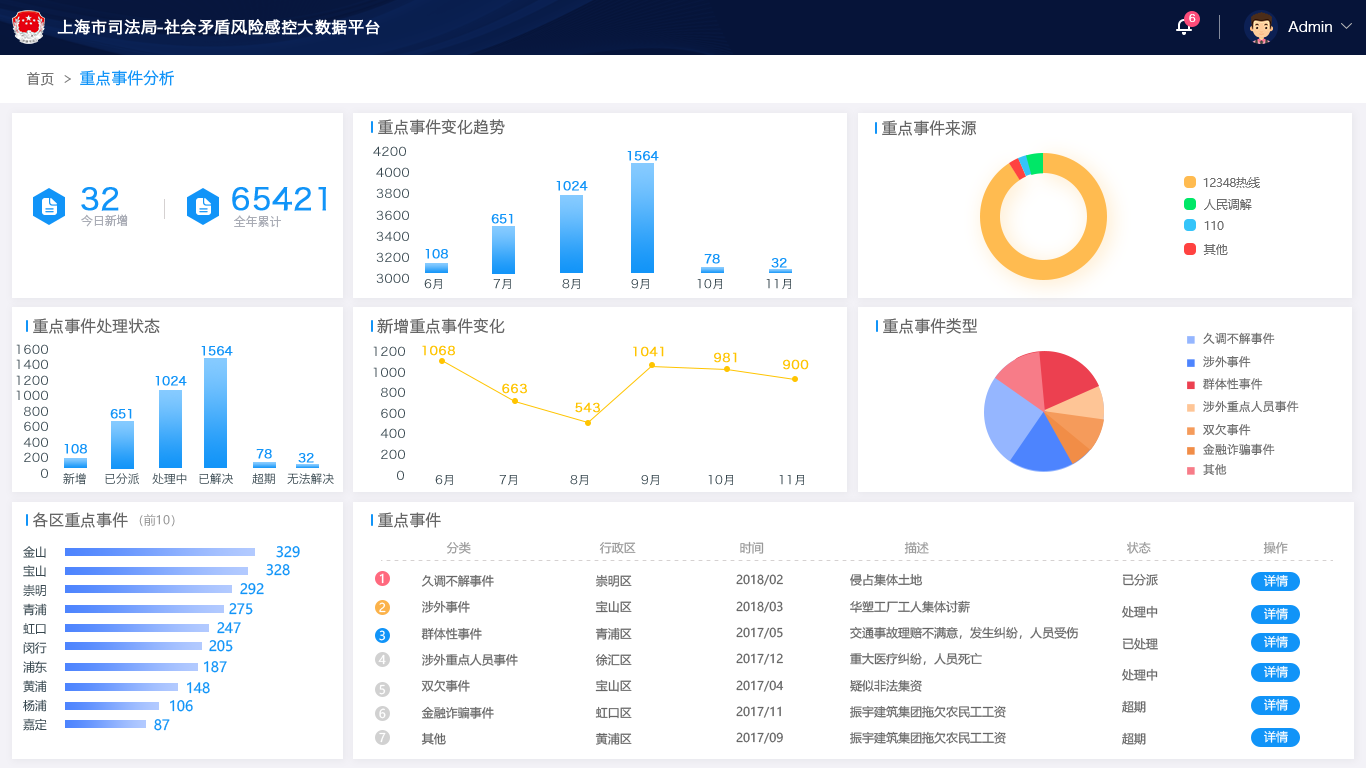 上海市司法局-社会矛盾风险感控大数据平台
6
Admin
首页 > 重点事件分析
32
今日新增
65421
全年累计
重点事件变化趋势
4200
4000
3800
3600
3400
3200
3000
108
651
1024
1564
78
32
6月 7月 8月 9月 10月 11月
重点事件来源
12348热线
人民调解
110
其他
重点事件处理状态
1600
1400
1200
1000
800
600
400
200
0
108
651
1024
1564
78
32
新增 已分派 处理中 已解决 超期 无法解决
新增重点事件变化
1200
1000
800
600
400
200
0
1068
663
543
1041
981
900
6月 7月 8月 9月 10月 11月
重点事件类型
久调不解事件
涉外事件
群体性事件
涉外重点人员事件
双欠事件
金融诈骗事件
其他
各区重点事件 (前10)
金山 329
宝山 328
崇明 292
青浦 275
虹口 247
闵行 205
浦东 187
黄浦 148
杨浦 106
嘉定 87
重点事件
分类 行政区 时间 描述 状态 操作
1 久调不解事件 崇明区 2018/02 侵占集体土地 已分派 详情
2 涉外事件 宝山区 2018/03 华塑工厂工人集体讨薪 处理中 详情
3 群体性事件 青浦区 2017/05 交通事故理赔不满意，发生纠纷，人员受伤 已处理 详情
4 涉外重点人员事件 徐汇区 2017/12 重大医疗纠纷，人员死亡 处理中 详情
5 双欠事件 宝山区 2017/04 疑似非法集资 超期 详情
6 金融诈骗事件 虹口区 2017/11 振宇建筑集团拖欠农民工工资 超期 详情
7 其他 黄浦区 2017/09 振宇建筑集团拖欠农民工工资